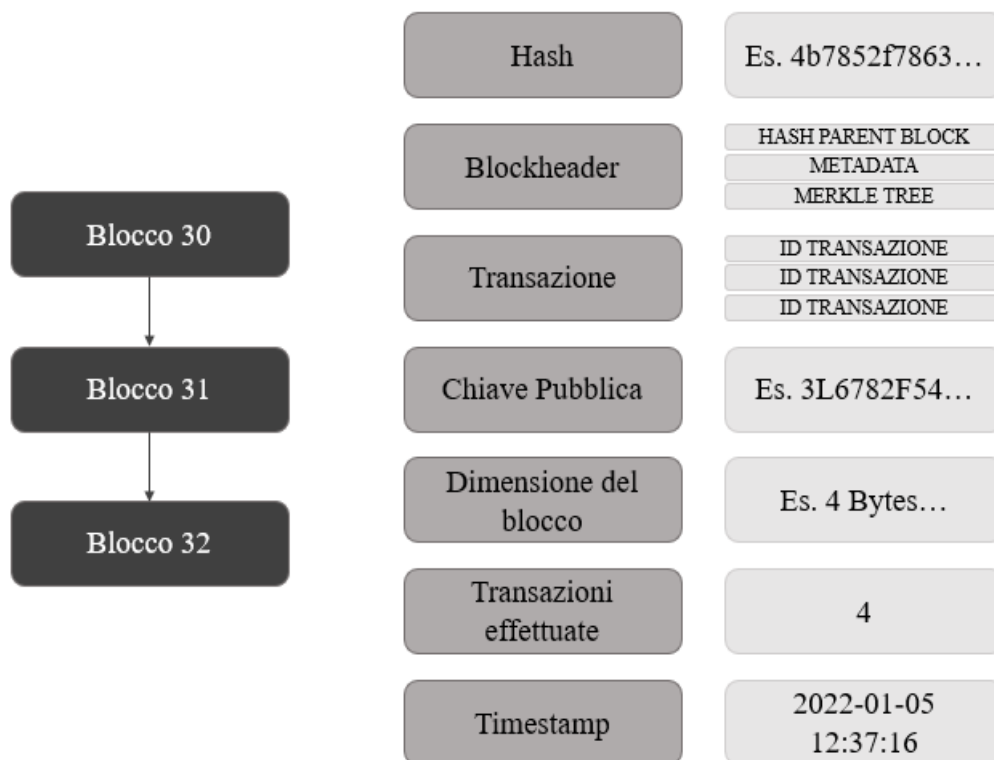 Blocco 30
Blocco 31
Blocco 32
Hash
Es. 4b7852f7863…
Blockheader
HASH PARENT BLOCK
METADATA
MERKLE TREE
Transazione
ID TRANSAZIONE
ID TRANSAZIONE
ID TRANSAZIONE
Chiave Pubblica
Es. 3L6782F54…
Dimensione del
blocco
Es. 4 Bytes…
Transazioni
effettuate
4
Timestamp
2022-01-05
12:37:16